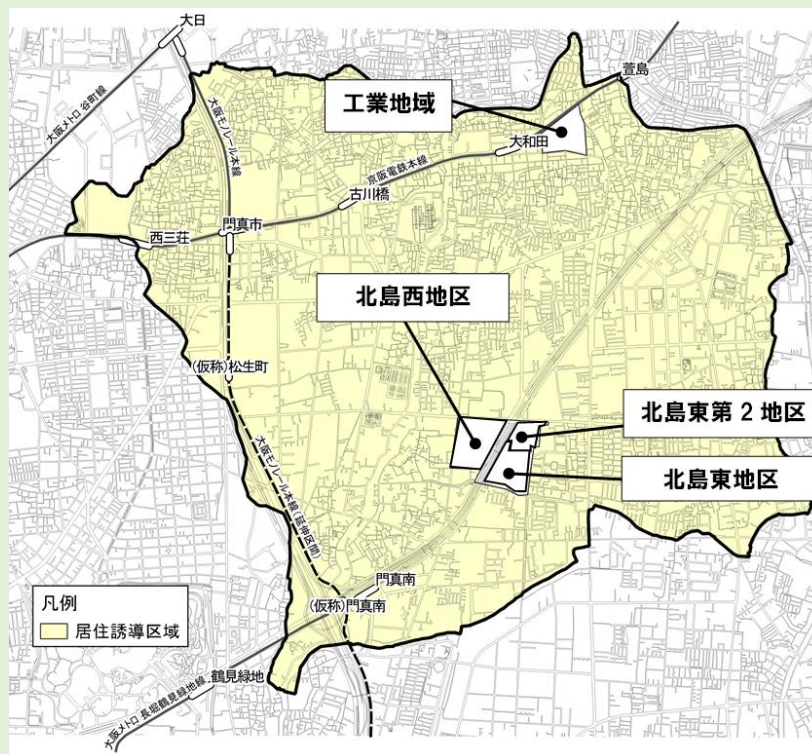 大日
大阪メトロ 谷町線
大阪モノレール本線
工業地域
萱島
大和田
京阪電鉄本線
古川橋
門真市
西三荘
北島西地区
(仮称)松生町
北島東第2地区
大阪モノレール本線(延伸区間)
北島東地区
門真南
(仮称)門真南
凡例
居住誘導区域
鶴見緑地
大阪メトロ 長堀鶴見緑地線